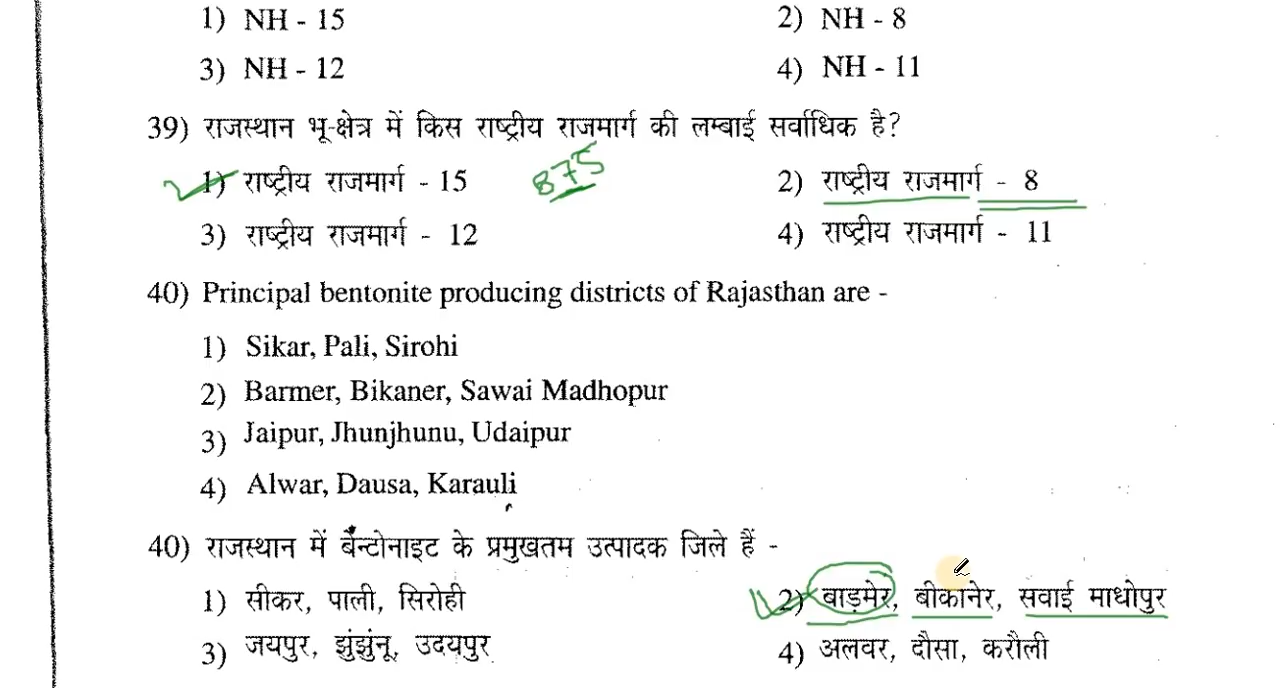 1) NH - 15 2) NH - 8
3) NH - 12 4) NH - 11
39) राजस्थान भू-क्षेत्र में किस राष्ट्रीय राजमार्ग की लम्बाई सर्वाधिक है?
1) राष्ट्रीय राजमार्ग - 15 875 2) राष्ट्रीय राजमार्ग - 8
3) राष्ट्रीय राजमार्ग - 12 4) राष्ट्रीय राजमार्ग - 11
40) Principal bentonite producing districts of Rajasthan are -
1) Sikar, Pali, Sirohi
2) Barmer, Bikaner, Sawai Madhopur
3) Jaipur, Jhunjhunu, Udaipur
4) Alwar, Dausa, Karauli
40) राजस्थान में बेन्टोनाइट के प्रमुखतम उत्पादक जिले हैं -
1) सीकर, पाली, सिरोही 2) बाड़मेर, बीकानेर, सवाई माधोपुर
3) जयपुर, झुंझुंनू, उदयपुर 4) अलवर, दौसा, करौली